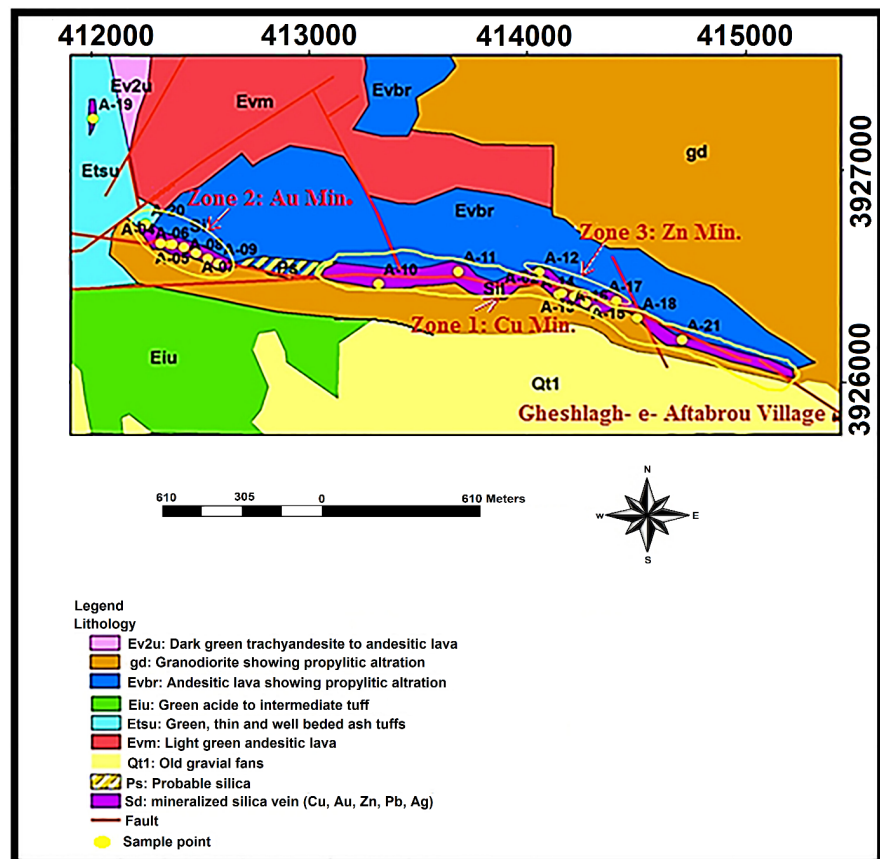 412000 413000 414000 415000
3927000
3926000
Ev2u
A-19
Evm
Evbr
gd
Etsu
Zone 2: Au Min.
Evbr
Zone 3: Zn Min.
A-20
A-04
A-06
A-08
A-09
A-05
Ps
A-10
A-11
A-12
A-17
A-18
Sil
A-21
Zone 1: Cu Min.
Eiu
Qt1
Gheshlagh- e- Aftabrou Village
610 305 0 610 Meters
N
W E
S
Legend
Lithology
Ev2u: Dark green trachyandesite to andesitic lava
gd: Granodiorite showing propylitic altration
Evbr: Andesitic lava showing propylitic altration
Eiu: Green acide to intermediate tuff
Etsu: Green, thin and well beded ash tuffs
Evm: Light green andesitic lava
Qt1: Old gravial fans
Ps: Probable silica
Sd: mineralized silica vein (Cu, Au, Zn, Pb, Ag)
Fault
Sample point